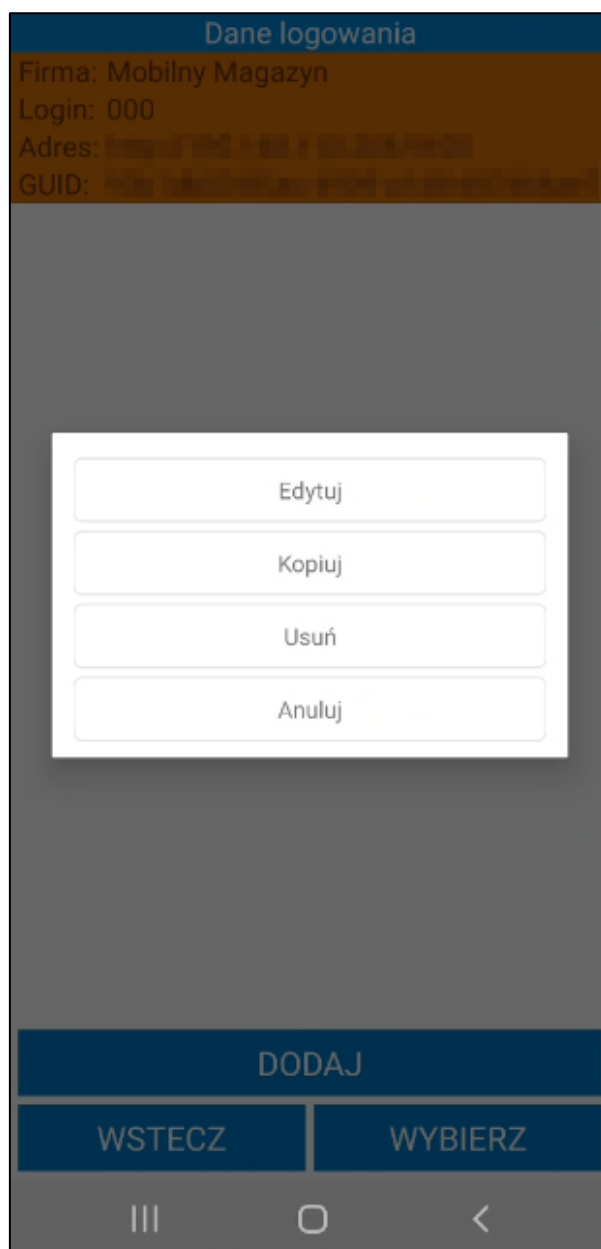 Dane logowania
Firma: Mobilny Magazyn
Login: 000
Adres:
GUID:
Edytuj
Kopiuj
Usuń
Anuluj
DODAJ
WSTECZ WYBIERZ